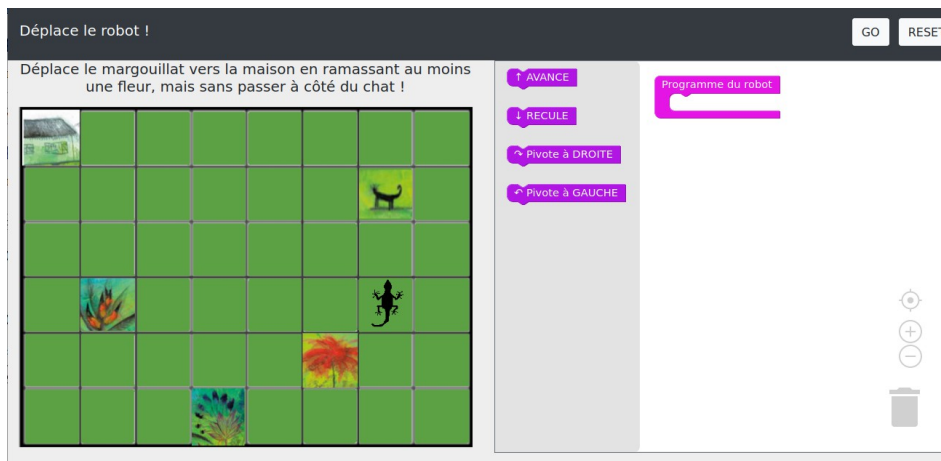 Déplace le robot !
GO
RESET
Déplace le margouillat vers la maison en ramassant au moins
une fleur, mais sans passer à côté du chat !
↑ AVANCE
↓ RECULE
↷ Pivote à DROITE
↶ Pivote à GAUCHE
Programme du robot